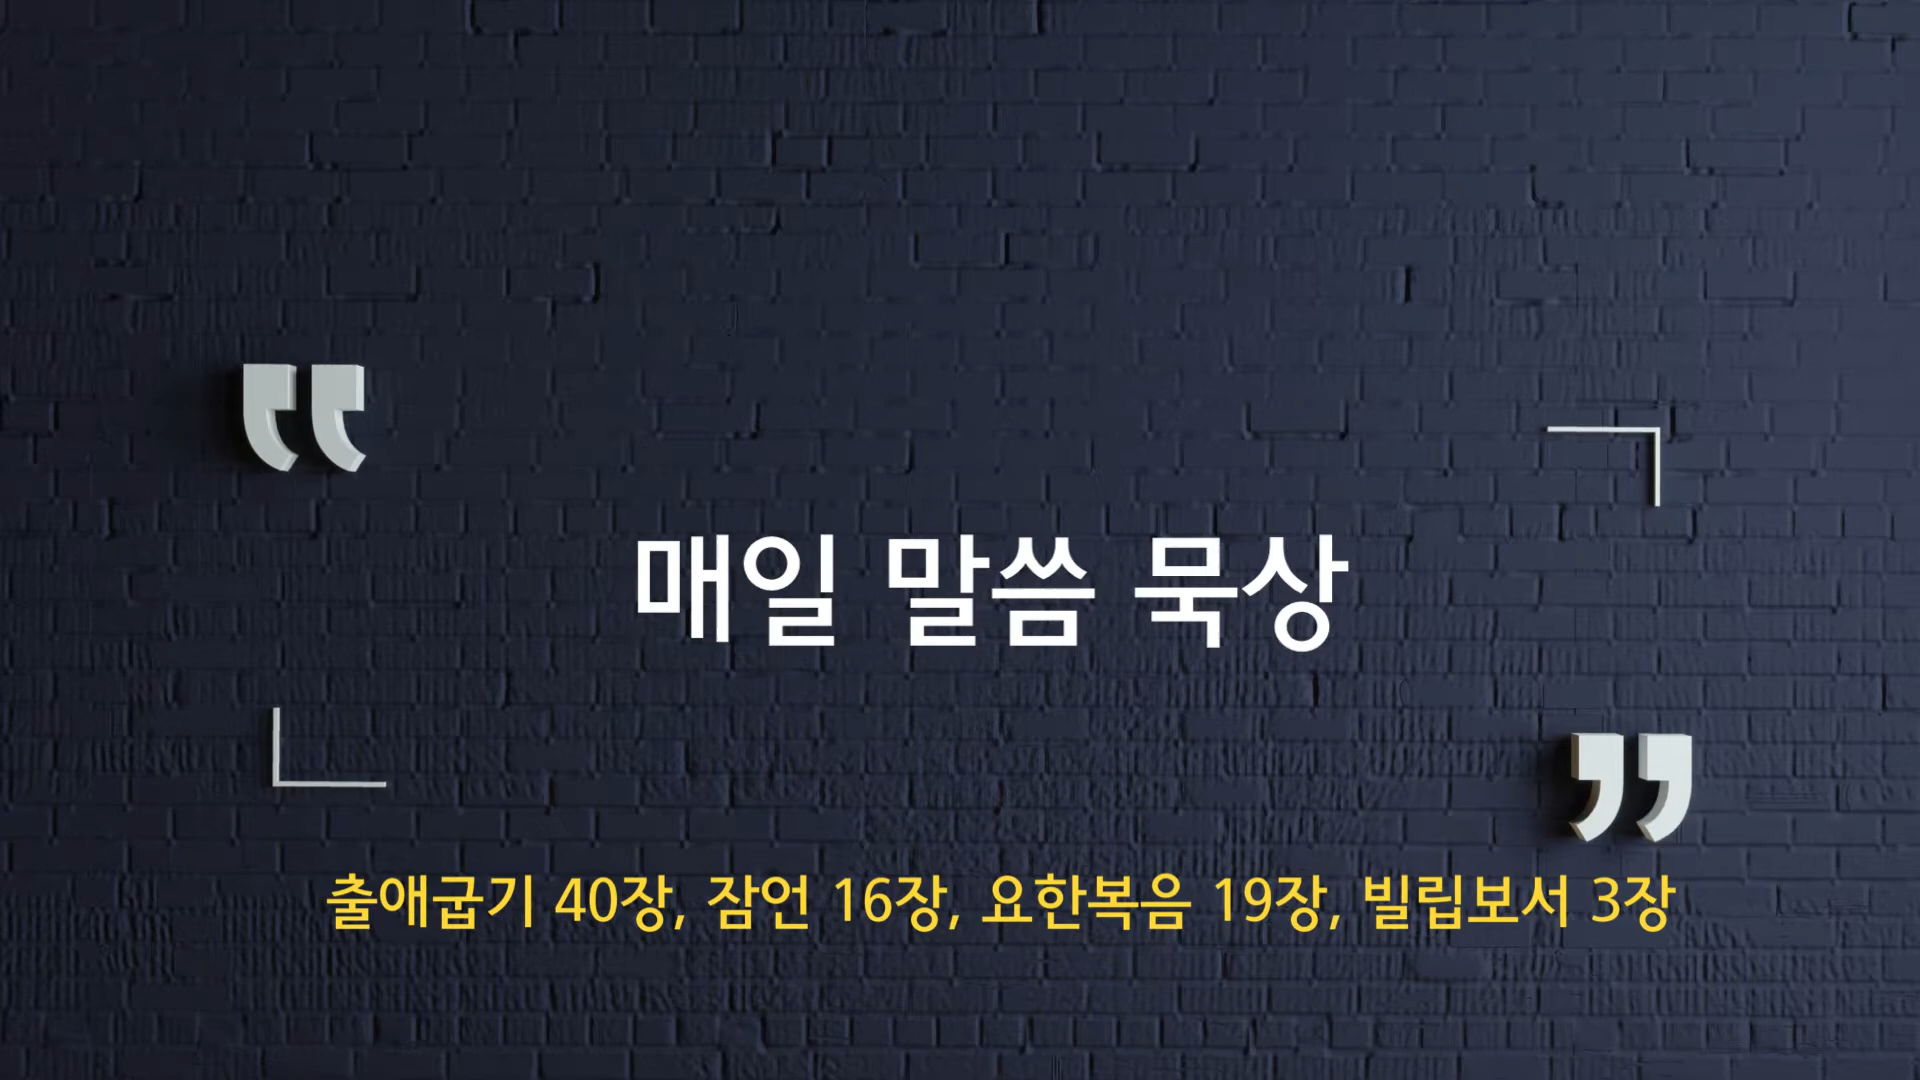 매일 말씀 묵상
출애굽기 40장, 잠언 16장, 요한복음 19장, 빌립보서 3장